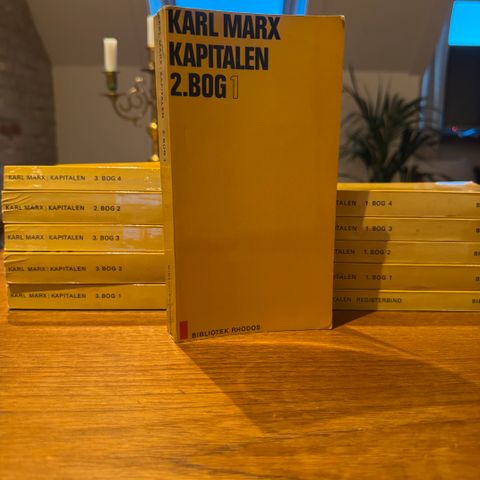 KARL MARX
KAPITALEN
2.BOG 1
BIBLIOTEK RHODOS
KARL MARX | KAPITALEN 3. BOG 4
KARL MARX | KAPITALEN 2. BOG 2
KARL MARX | KAPITALEN 3. BOG 3
KARL MARX | KAPITALEN 3. BOG 2
KARL MARX | KAPITALEN 3. BOG 1
TALEN 1. BOG 4
TALEN 1. BOG 3
TALEN 1. BOG 2
TALEN 1. BOG 1
TALEN REGISTERBIND